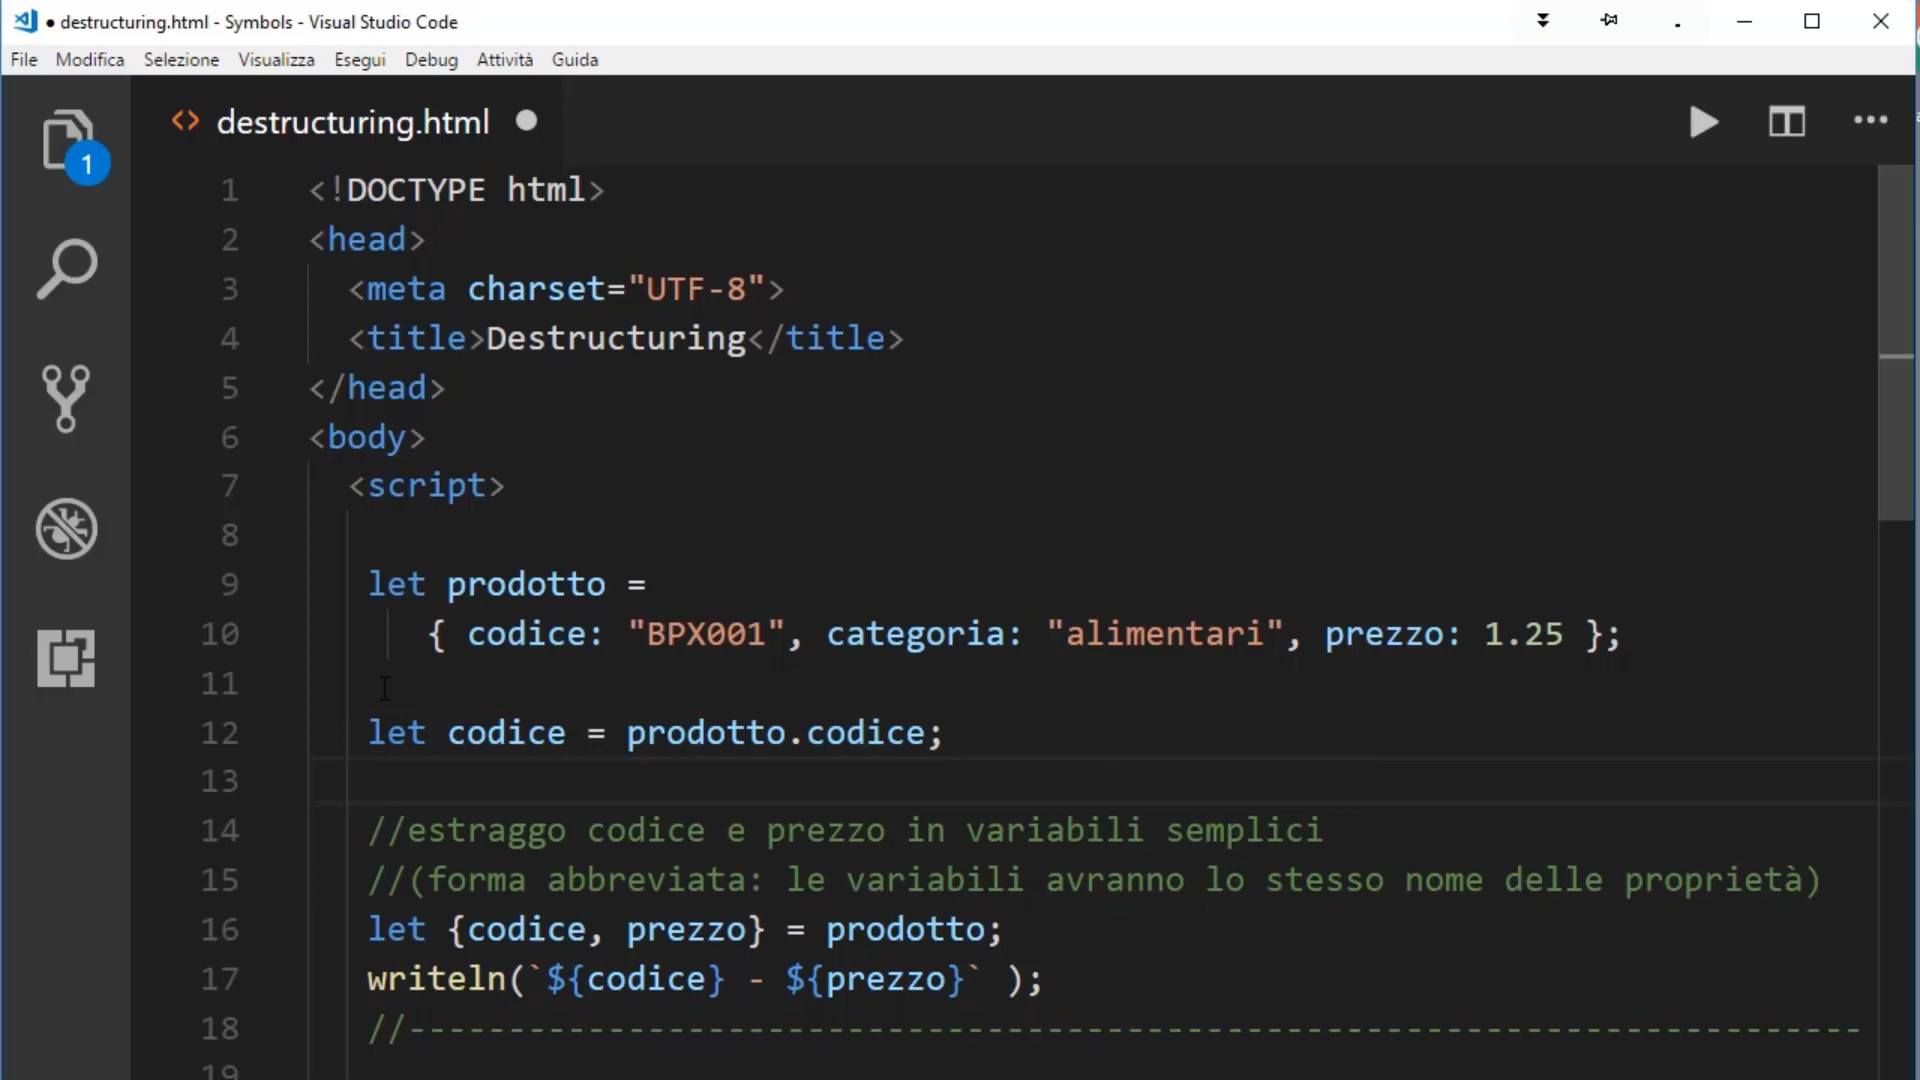 ● destructuring.html - Symbols - Visual Studio Code
File Modifica Selezione Visualizza Esegui Debug Attività Guida
<> destructuring.html
1
1 <!DOCTYPE html>
2 <head>
3 <meta charset="UTF-8">
4 <title>Destructuring</title>
5 </head>
6 <body>
7 <script>
8
9 let prodotto =
10 { codice: "BPX001", categoria: "alimentari", prezzo: 1.25 };
11
12 let codice = prodotto.codice;
13
14 //estraggo codice e prezzo in variabili semplici
15 //(forma abbreviata: le variabili avranno lo stesso nome delle proprietà)
16 let {codice, prezzo} = prodotto;
17 writeln(`${codice} - ${prezzo}` );
18 //-------------------------------------------------------------------------
19